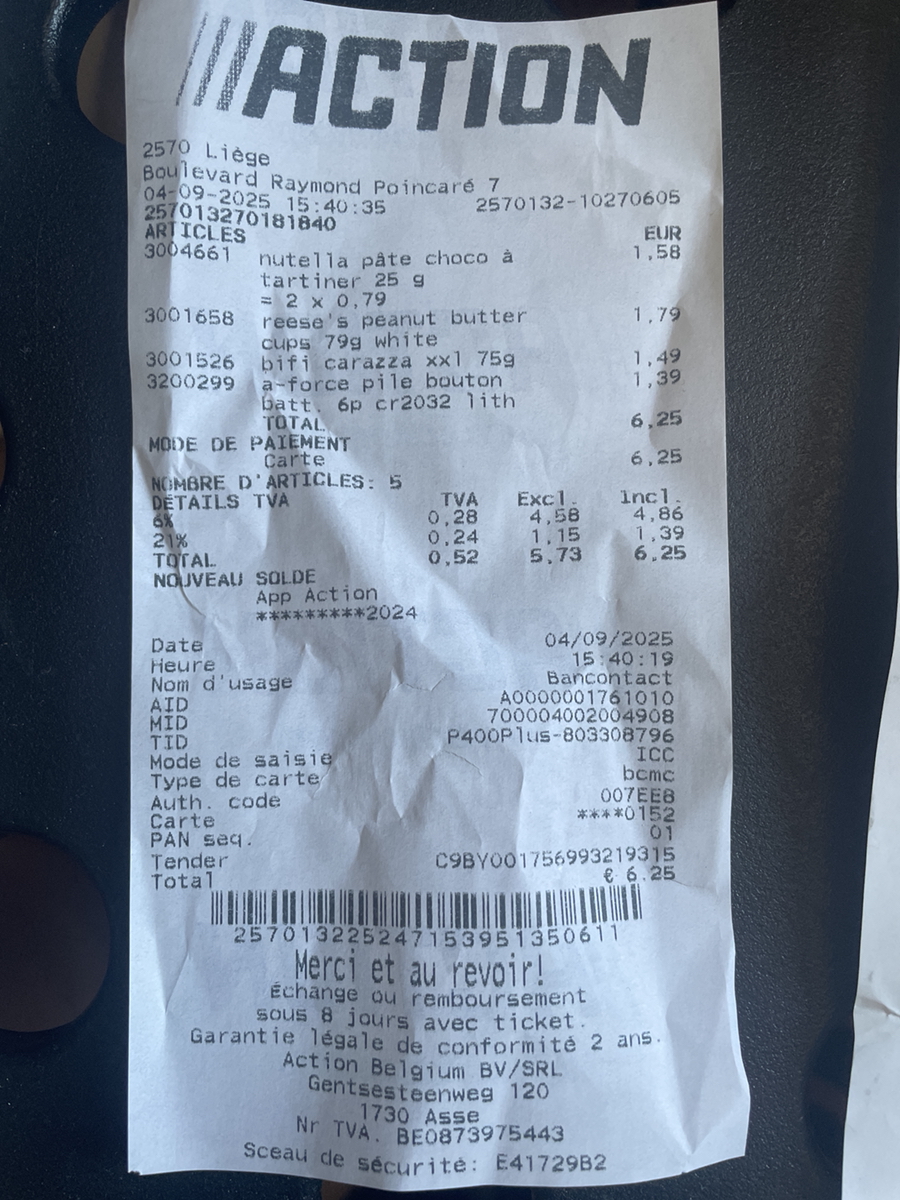 ACTION
2570 Liège
Boulevard Raymond Poincaré 7
04-09-2025 15:40:35 2570132-10270605
257013270181840
ARTICLES EUR
3004661 nutella pâte choco à 1,58
tartiner 25 g
= 2 x 0,79
3001658 reese's peanut butter 1,79
cups 79g white
3001526 bifi carazza xxl 75g 1,49
3200299 a-force pile bouton 1,39
batt. 6p cr2032 lith
TOTAL 6,25
MODE DE PAIEMENT
Carte 6,25
NOMBRE D'ARTICLES: 5
DÉTAILS TVA TVA Excl. Incl.
6% 0,28 4,58 4,86
21% 0,24 1,15 1,39
TOTAL 0,52 5,73 6,25
NOUVEAU SOLDE
App Action
*********2024
Date 04/09/2025
Heure 15:40:19
Nom d'usage Bancontact
AID A0000001761010
MID 700004002004908
TID P400Plus-803308796
Mode de saisie ICC
Type de carte bcmc
Auth. code 007EE8
Carte ****0152
PAN seq. 01
Tender C9BY001756993219315
Total € 6.25
257013225247153951350611
Merci et au revoir!
Échange ou remboursement
sous 8 jours avec ticket.
Garantie légale de conformité 2 ans.
Action Belgium BV/SRL
Gentsesteenweg 120
1730 Asse
Nr TVA. BE0873975443
Sceau de sécurité: E41729B2